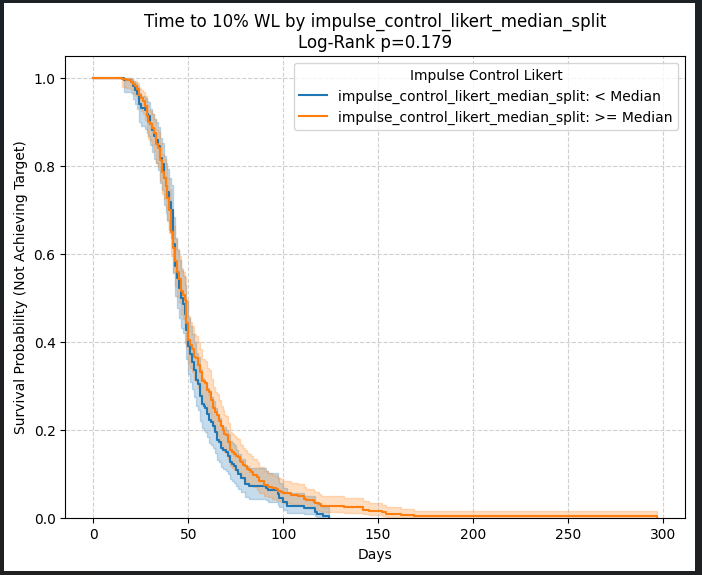 Time to 10% WL by impulse_control_likert_median_split
Log-Rank p=0.179
Impulse Control Likert
impulse_control_likert_median_split: < Median
impulse_control_likert_median_split: >= Median
Survival Probability (Not Achieving Target)
1.0
0.8
0.6
0.4
0.2
0.0
0 50 100 150 200 250 300
Days